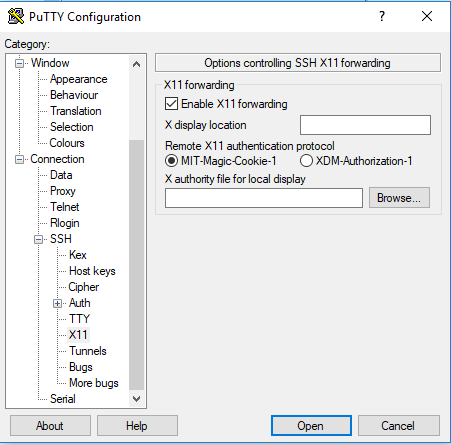 PuTTY Configuration
?
Category:
Window
Appearance
Behaviour
Translation
Selection
Colours
Connection
Data
Proxy
Telnet
Rlogin
SSH
Kex
Host keys
Cipher
Auth
TTY
X11
Tunnels
Bugs
More bugs
Serial
Options controlling SSH X11 forwarding
X11 forwarding
Enable X11 forwarding
X display location
Remote X11 authentication protocol
MIT-Magic-Cookie-1 XDM-Authorization-1
X authority file for local display
Browse...
About Help Open Cancel